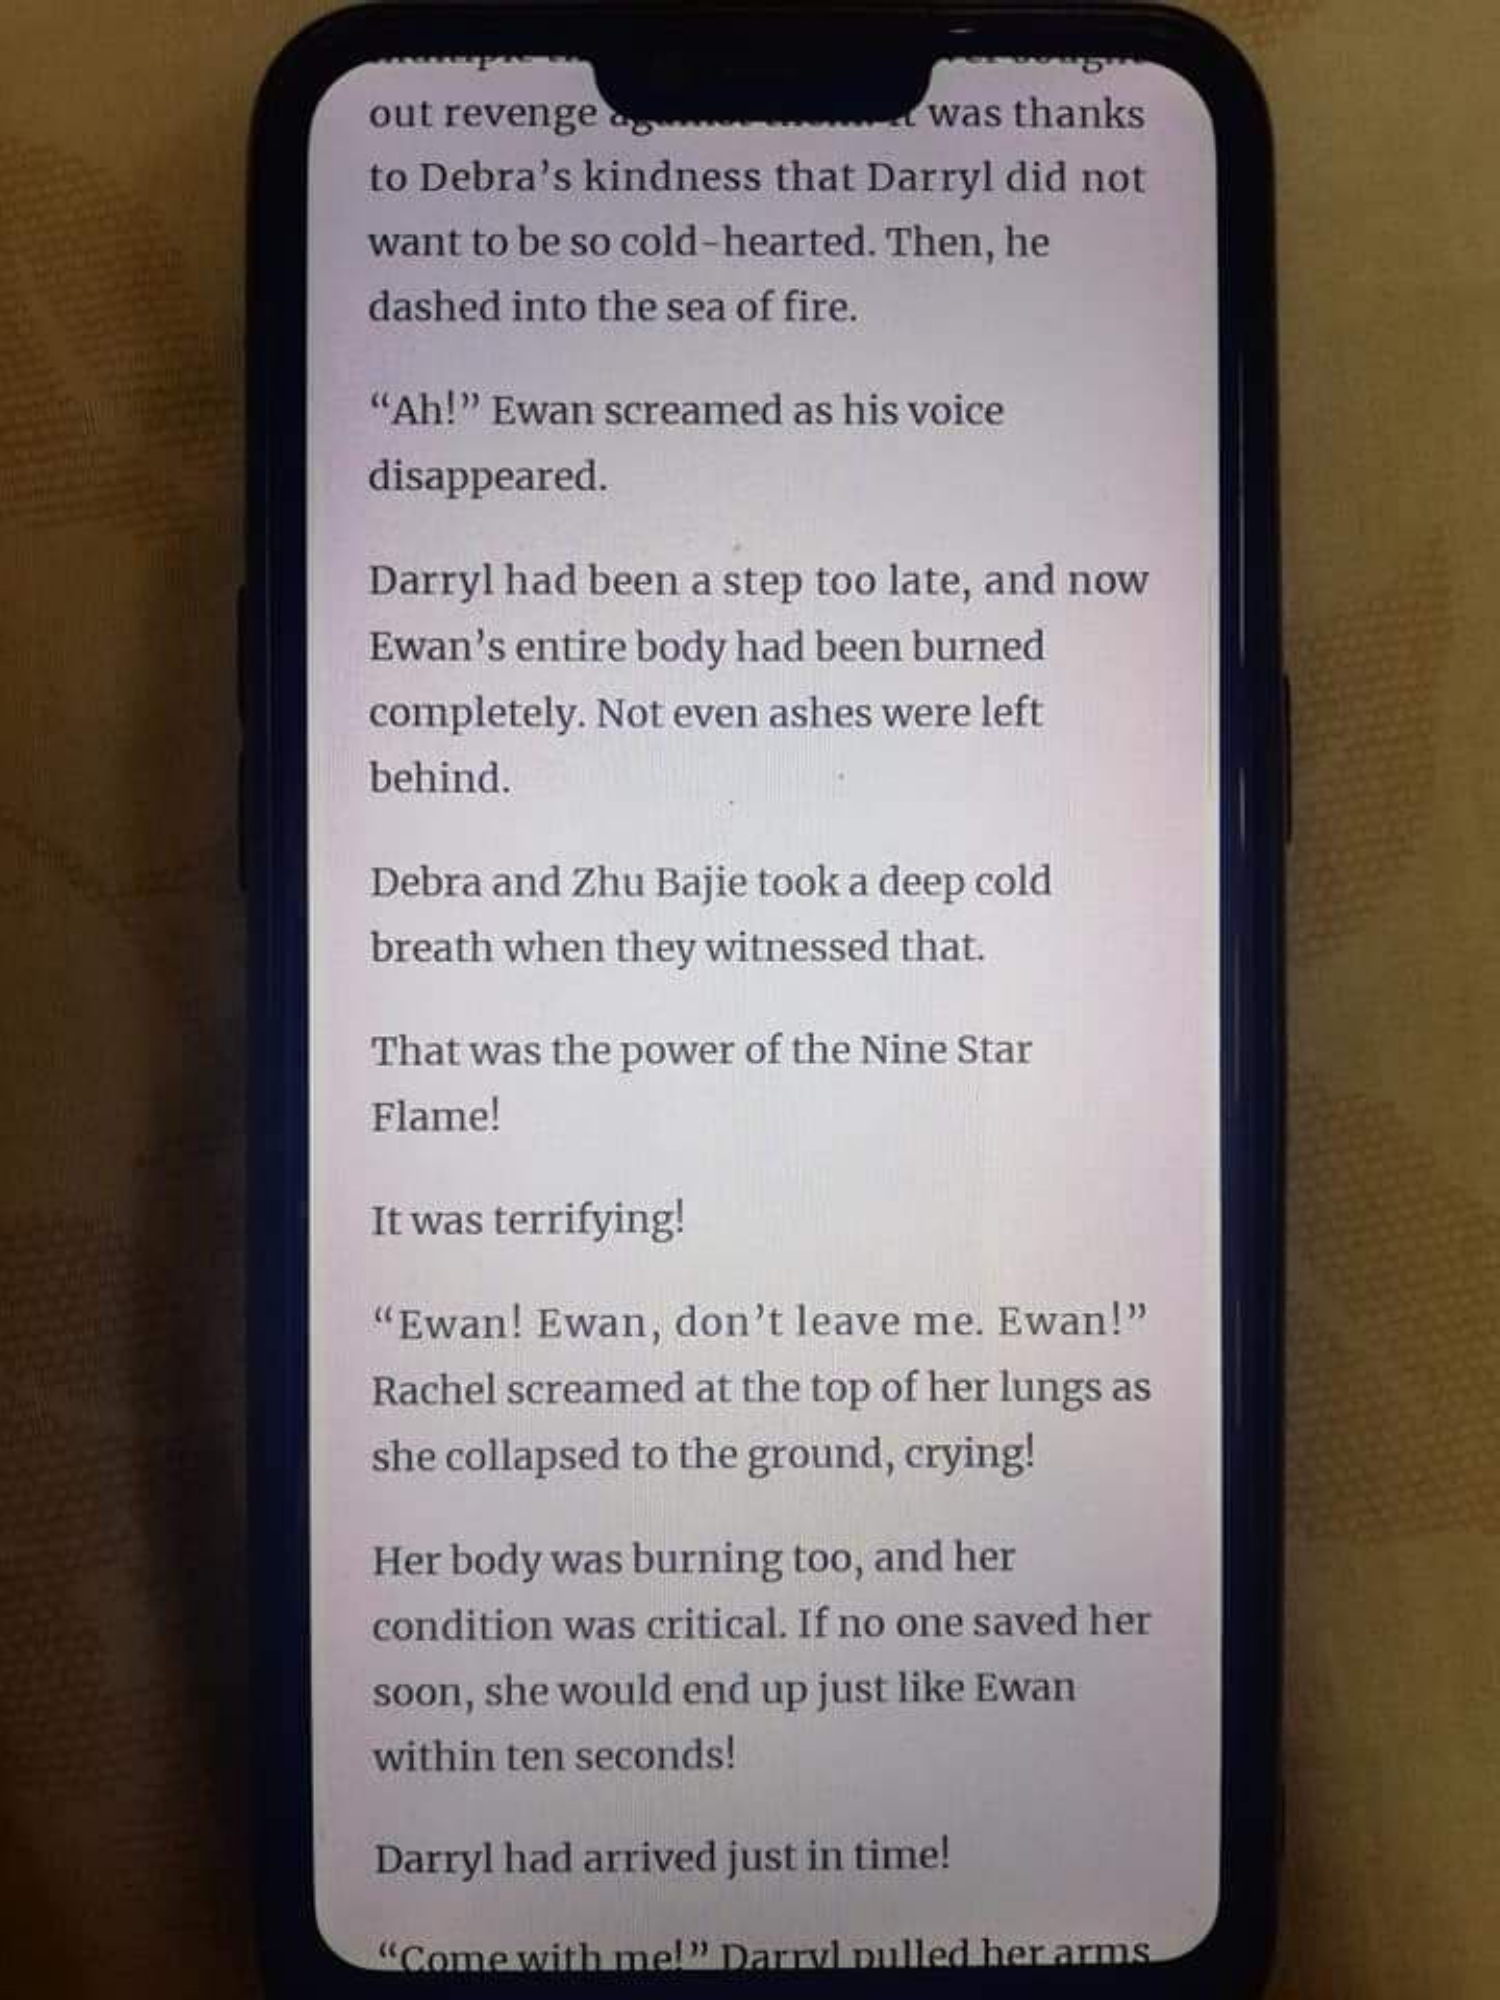 out revenge was thanks
to Debra’s kindness that Darryl did not
want to be so cold-hearted. Then, he
dashed into the sea of fire.
“Ah!” Ewan screamed as his voice
disappeared.
Darryl had been a step too late, and now
Ewan’s entire body had been burned
completely. Not even ashes were left
behind.
Debra and Zhu Bajie took a deep cold
breath when they witnessed that.
That was the power of the Nine Star
Flame!
It was terrifying!
“Ewan! Ewan, don’t leave me. Ewan!”
Rachel screamed at the top of her lungs as
she collapsed to the ground, crying!
Her body was burning too, and her
condition was critical. If no one saved her
soon, she would end up just like Ewan
within ten seconds!
Darryl had arrived just in time!
“Come with me!” Darryl pulled her arms